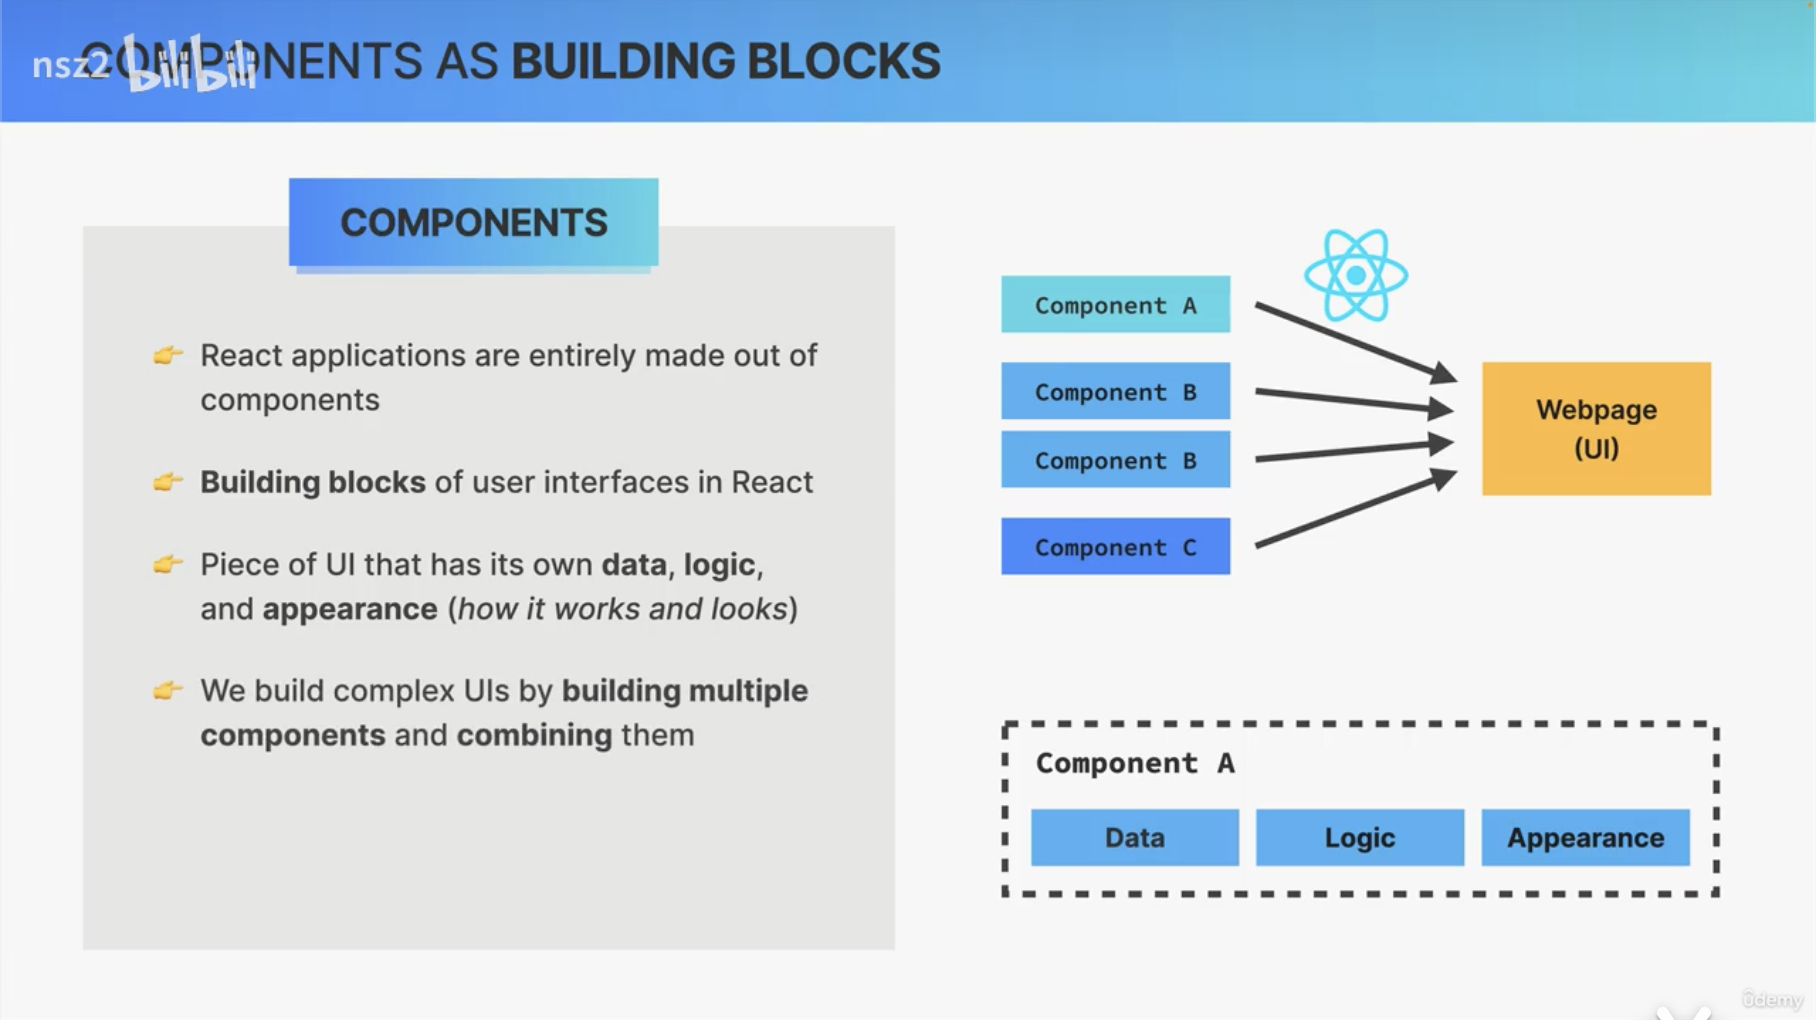 COMPONENTS AS BUILDING BLOCKS
nsz2 bilibili
COMPONENTS
👉 React applications are entirely made out of
components
👉 Building blocks of user interfaces in React
👉 Piece of UI that has its own data, logic,
and appearance (how it works and looks)
👉 We build complex UIs by building multiple
components and combining them
Component A
Component B
Component B
Component C
Webpage
(UI)
Component A
Data
Logic
Appearance
Udemy